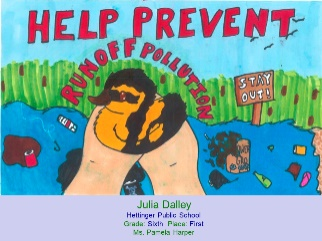 HELP PREVENT
RUNOFF POLLUTION
STAY
OUT!
Julia Dalley
Hettinger Public School
Grade: Sixth Place: First
Ms. Pamela Harper